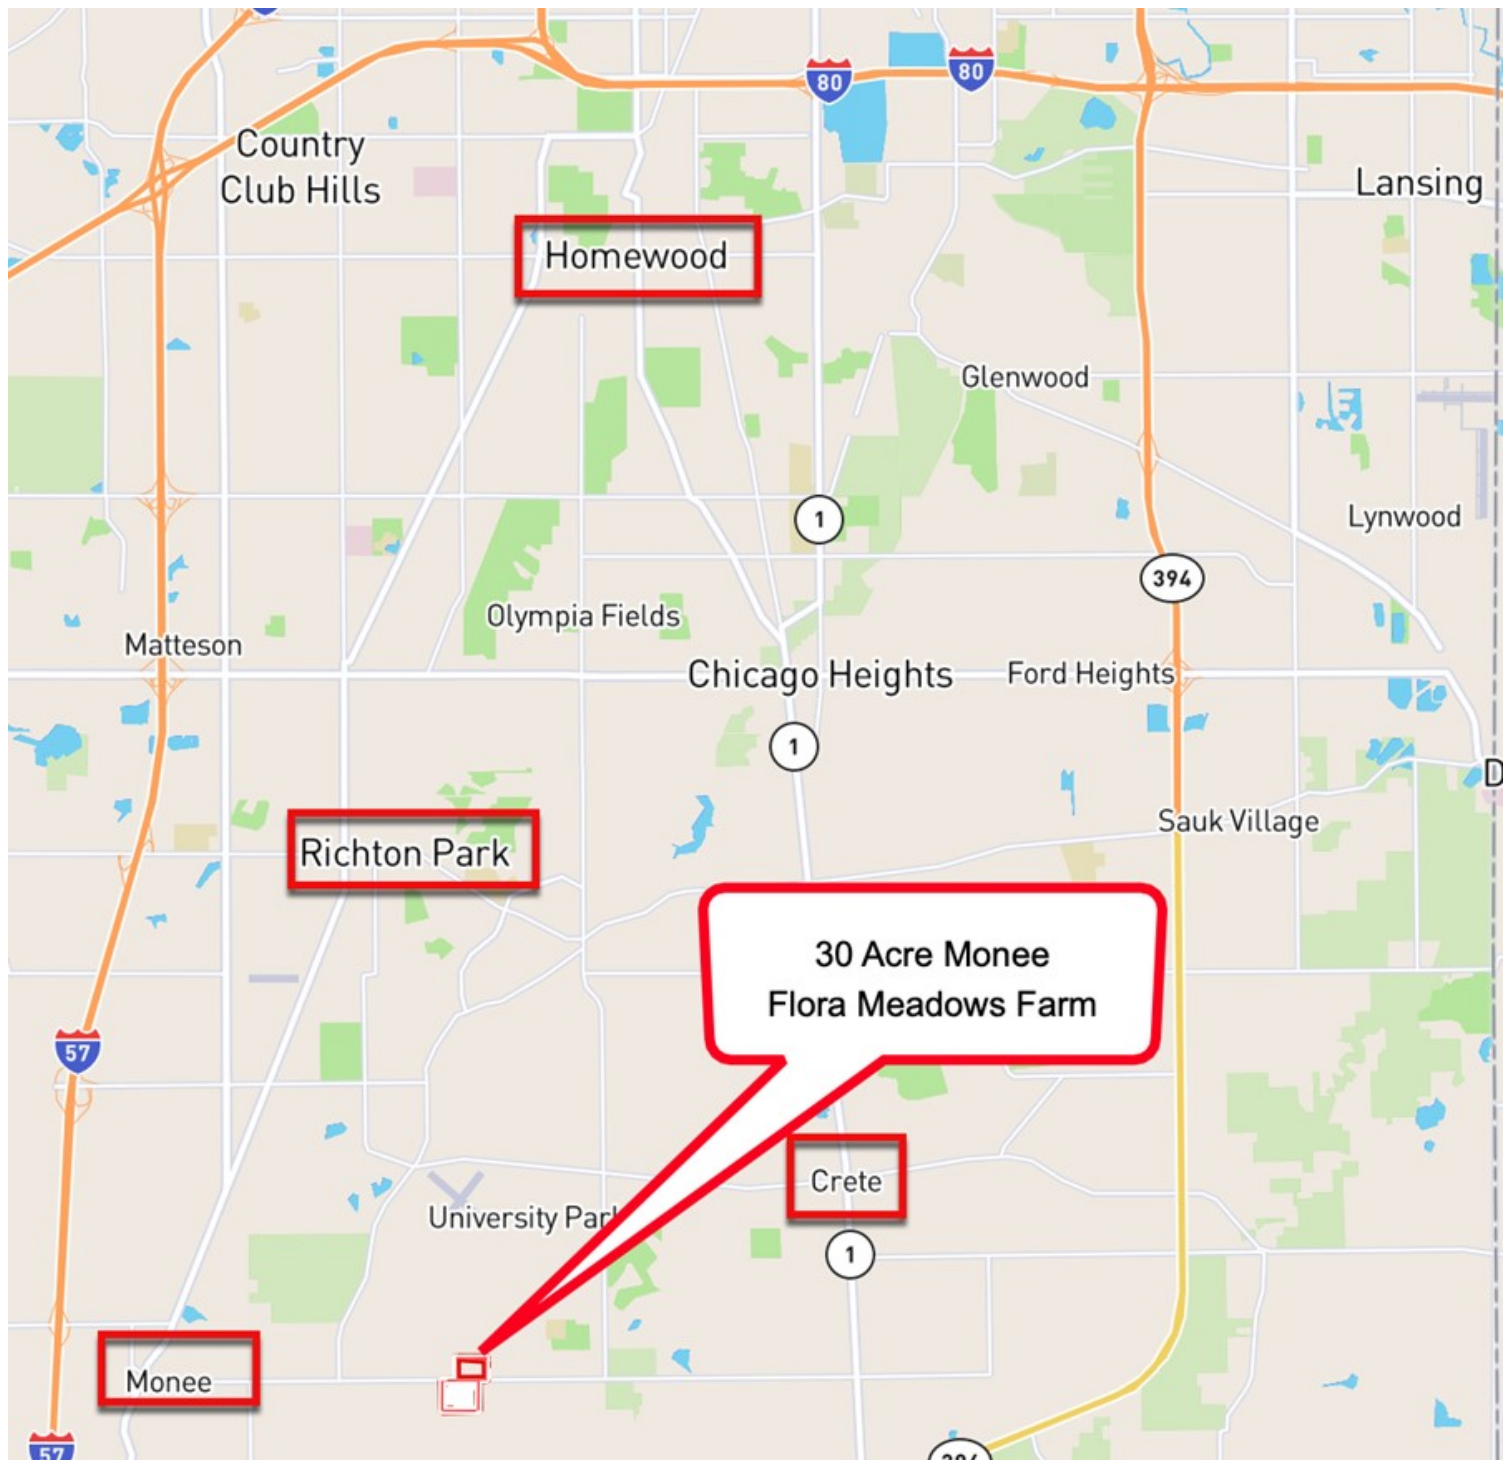 80
80
Country
Club Hills
Lansing
Homewood
Glenwood
1
Lynwood
394
Olympia Fields
Matteson
Chicago Heights
Ford Heights
1
D
Sauk Village
Richton Park
30 Acre Monee
Flora Meadows Farm
57
Crete
University Par
1
Monee
57